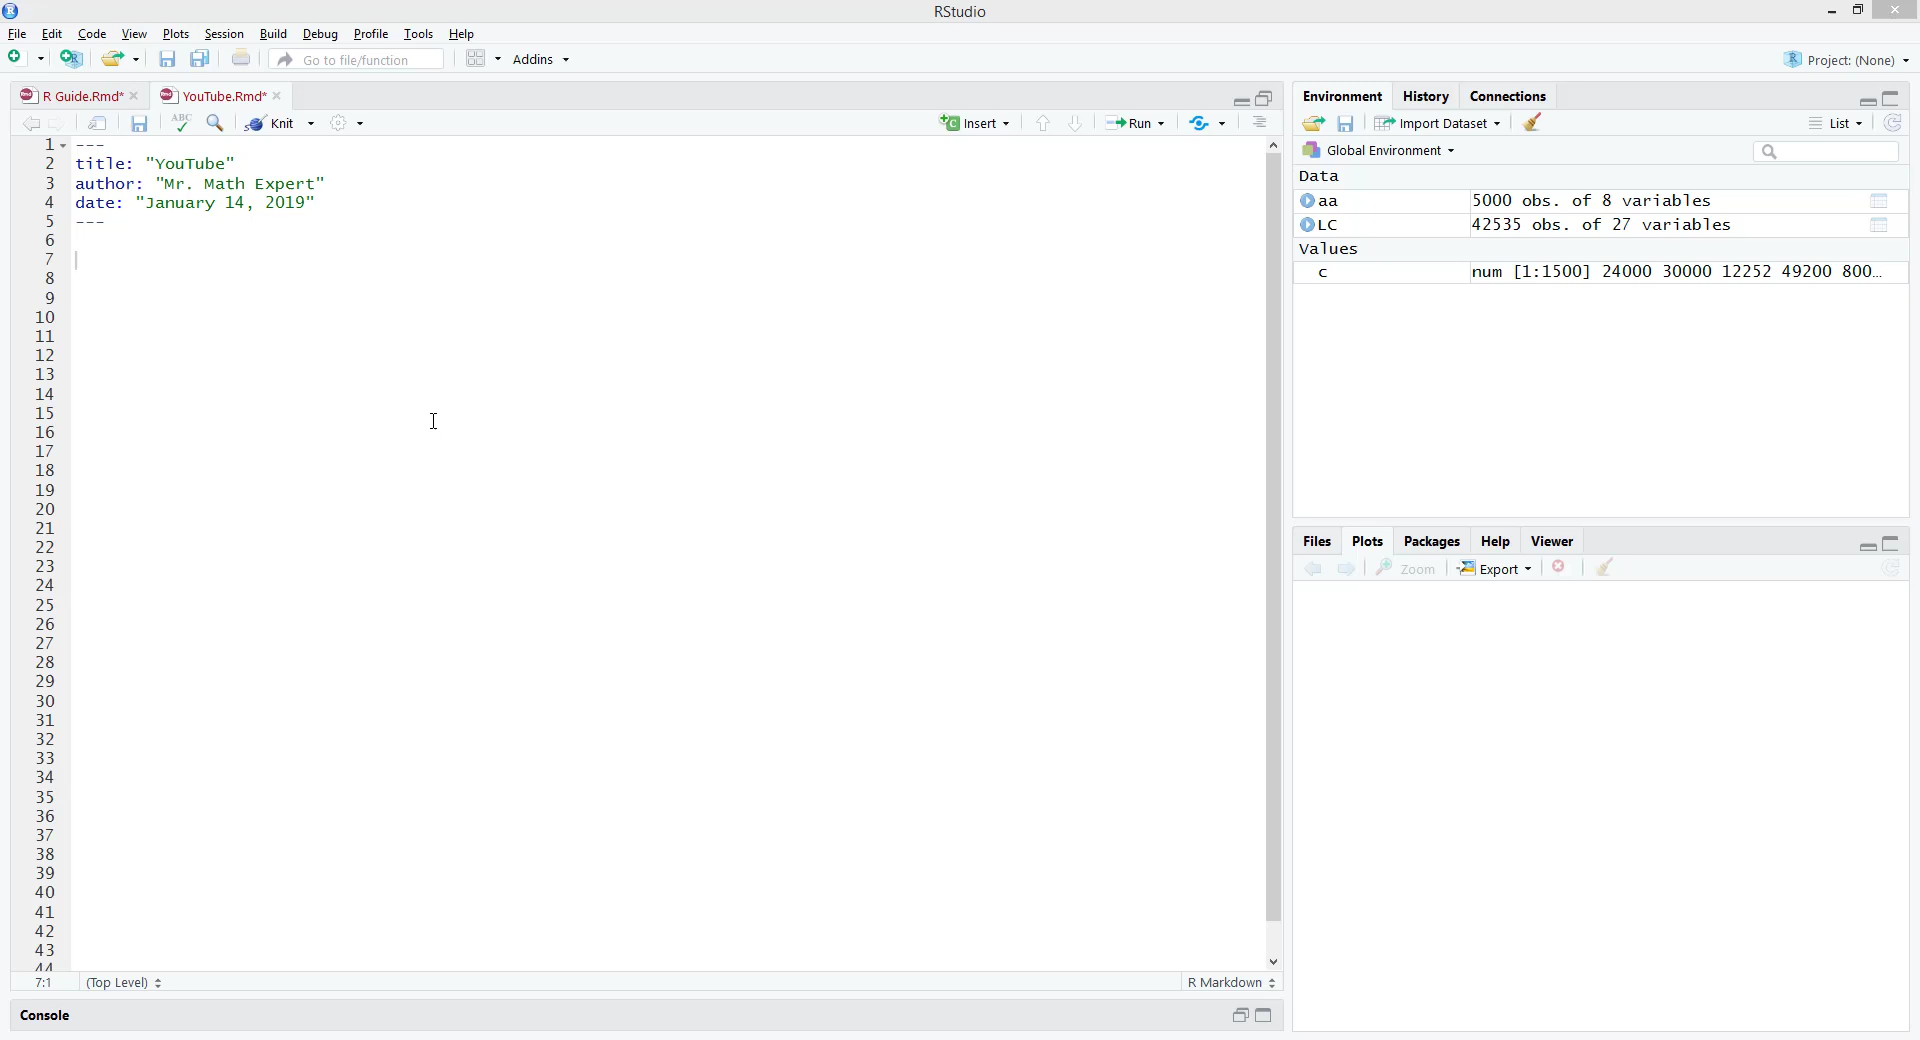 RStudio
File Edit Code View Plots Session Build Debug Profile Tools Help
Go to file/function Addins Project: (None)
R Guide.Rmd* YouTube.Rmd*
ABC Knit Insert Run
1 ---
2 title: "YouTube"
3 author: "Mr. Math Expert"
4 date: "January 14, 2019"
5 ---
6
7
8
9
10
11
12
13
14
15
16
17
18
19
20
21
22
23
24
25
26
27
28
29
30
31
32
33
34
35
36
37
38
39
40
41
42
43
44
7:1 (Top Level) R Markdown
Console
Environment History Connections
Import Dataset List
Global Environment
Data
aa 5000 obs. of 8 variables
LC 42535 obs. of 27 variables
Values
c num [1:1500] 24000 30000 12252 49200 800…
Files Plots Packages Help Viewer
Zoom Export